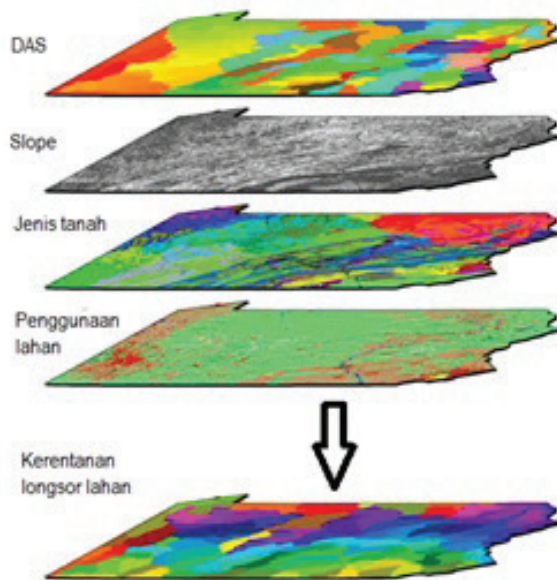 DAS
Slope
Jenis tanah
Penggunaan
lahan
Kerentanan
longsor lahan